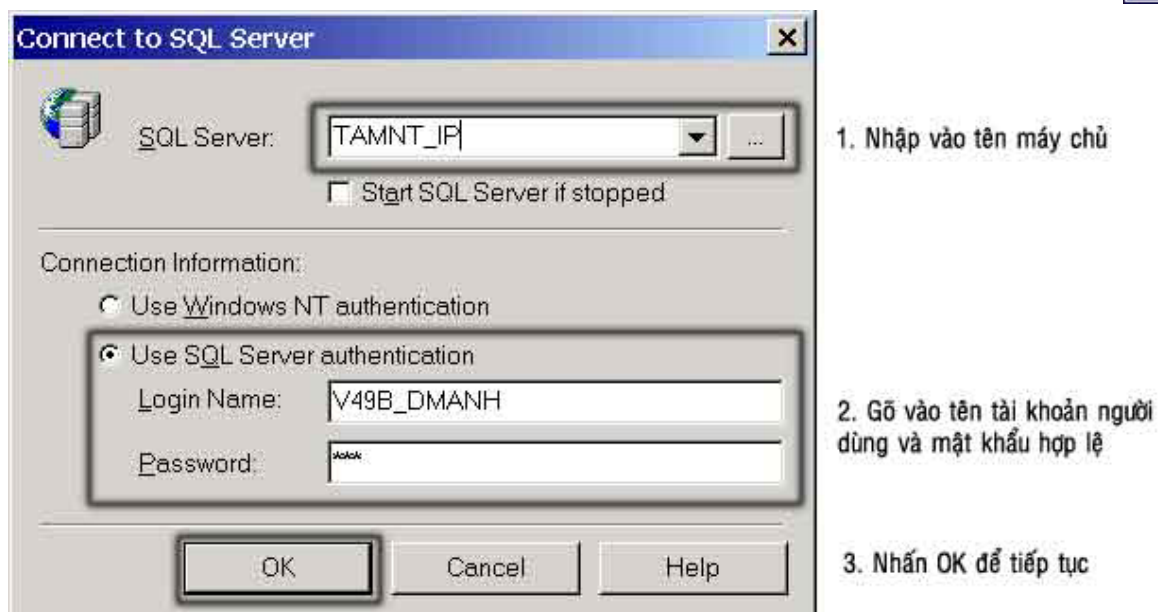 Connect to SQL Server
SQL Server:
TAMNT_IP
...
1. Nhập vào tên máy chủ
Start SQL Server if stopped
Connection Information:
Use Windows NT authentication
Use SQL Server authentication
Login Name:
V49B_DMANH
2. Gõ vào tên tài khoản người
dùng và mật khẩu hợp lệ
Password:
***
OK
Cancel
Help
3. Nhấn OK để tiếp tục